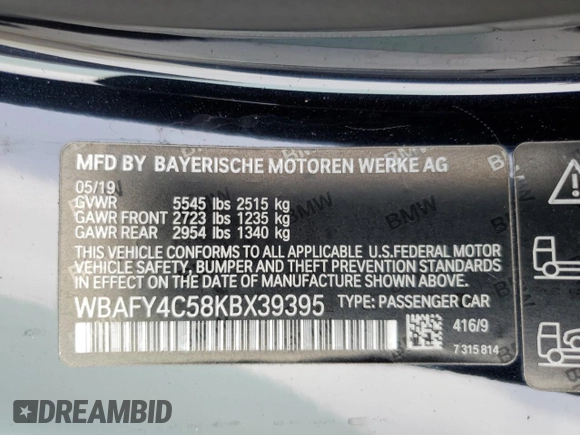 MFD BY BAYERISCHE MOTOREN WERKE AG
05/19
GVWR 5545 lbs 2515 kg
GAWR FRONT 2723 lbs 1235 kg
GAWR REAR 2954 lbs 1340 kg
THIS VEHICLE CONFORMS TO ALL APPLICABLE U.S.FEDERAL MOTOR
VEHICLE SAFETY, BUMPER AND THEFT PREVENTION STANDARDS IN
EFFECT ON THE DATE OF MANUFACTURE SHOWN ABOVE.
WBAFY4C58KBX39395 TYPE: PASSENGER CAR
416/9
7 315 814
BMW
DREAMBID